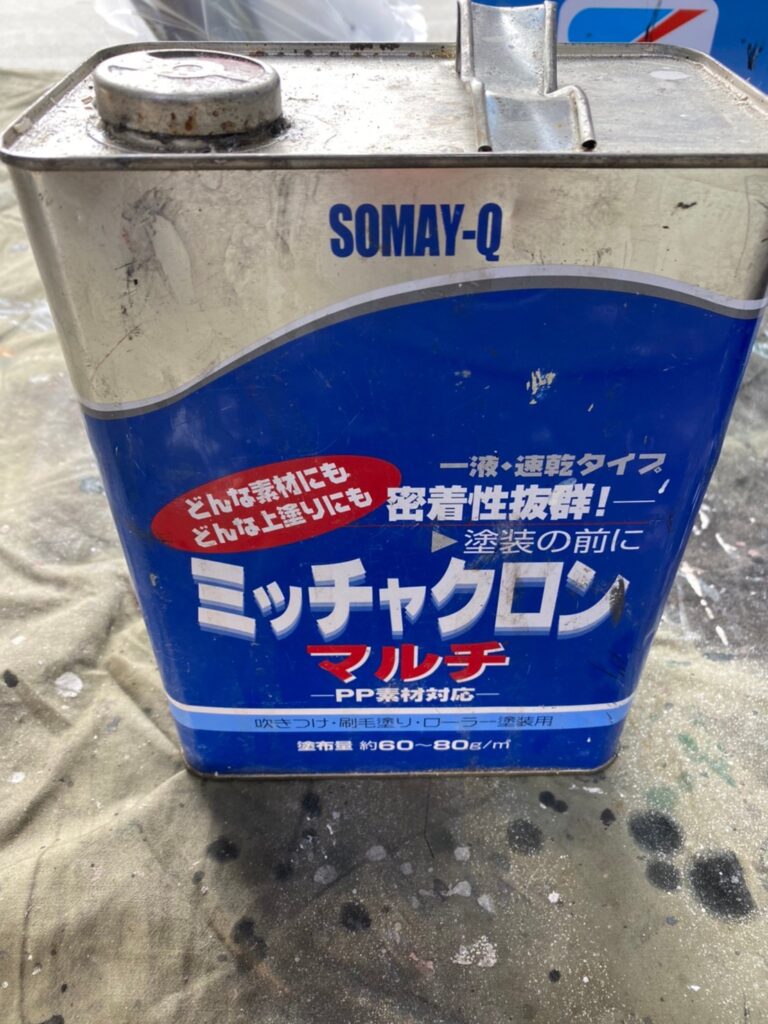 SOMAY-Q
一液・速乾タイプ
どんな素材にも
どんな上塗りにも
密着性抜群!
▶塗装の前に
ミッチャクロン
マルチ
PP素材対応
吹きつけ・刷毛塗り・ローラー塗装用
塗布量 約60～80g/㎡